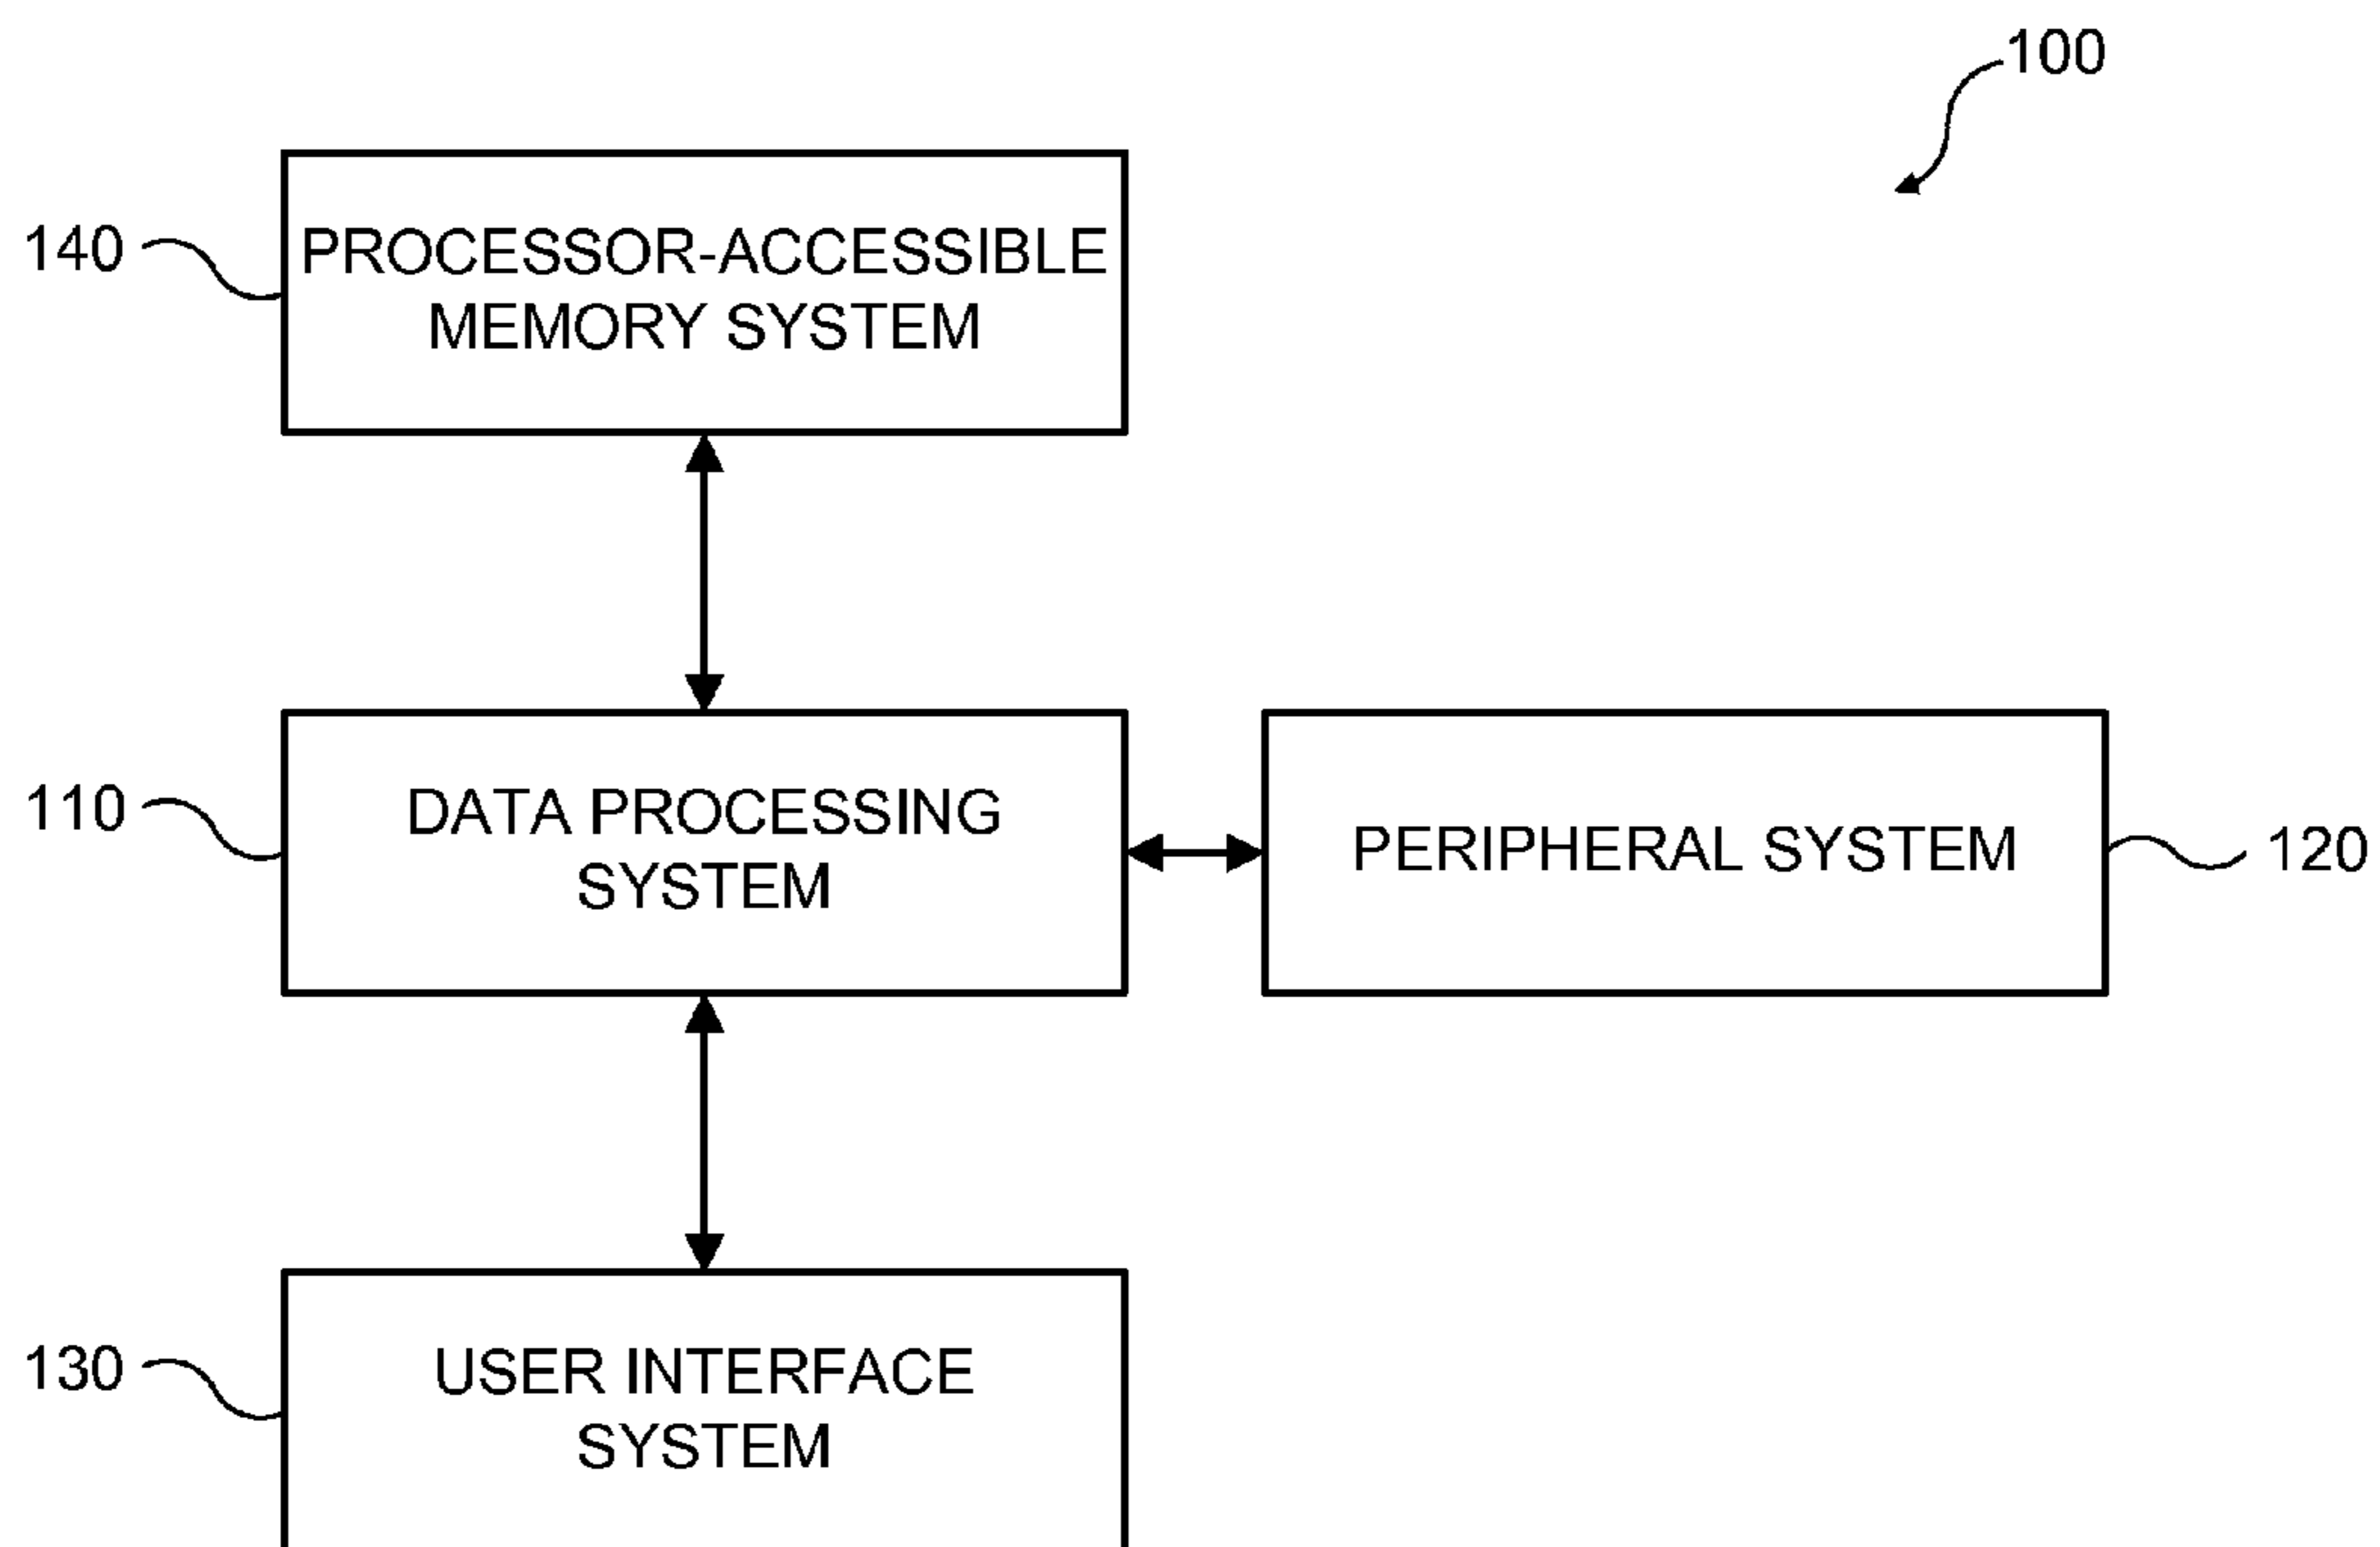 100
140
PROCESSOR-ACCESSIBLE
MEMORY SYSTEM
110
DATA PROCESSING
SYSTEM
PERIPHERAL SYSTEM
120
130
USER INTERFACE
SYSTEM